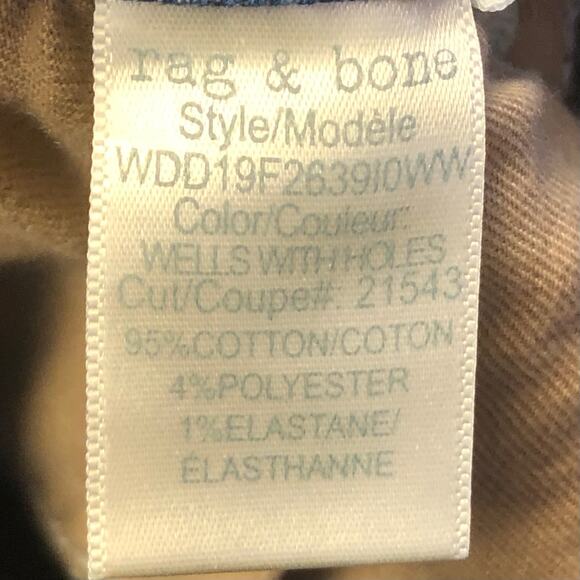 rag & bone
Style/Modèle
WDD19F2639I0WW
Color/Couleur:
WELLS WITH HOLES
Cut/Coupe#: 21543
95%COTTON/COTON
4%POLYESTER
1%ELASTANE/
ÉLASTHANNE